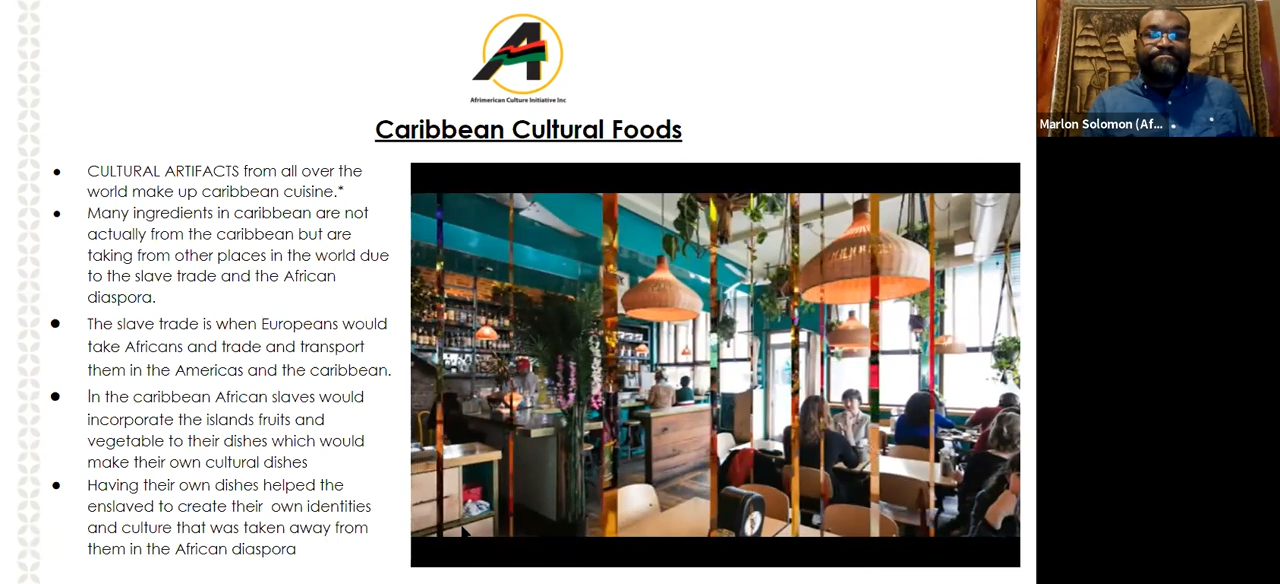 Afrimerican Culture Initiative Inc
Caribbean Cultural Foods
CULTURAL ARTIFACTS from all over the
world make up caribbean cuisine.*
Many ingredients in caribbean are not
actually from the caribbean but are
taking from other places in the world due
to the slave trade and the African
diaspora.
The slave trade is when Europeans would
take Africans and trade and transport
them in the Americas and the caribbean.
In the caribbean African slaves would
incorporate the islands fruits and
vegetable to their dishes which would
make their own cultural dishes
Having their own dishes helped the
enslaved to create their own identities
and culture that was taken away from
them in the African diaspora
Marlon Solomon (Af...